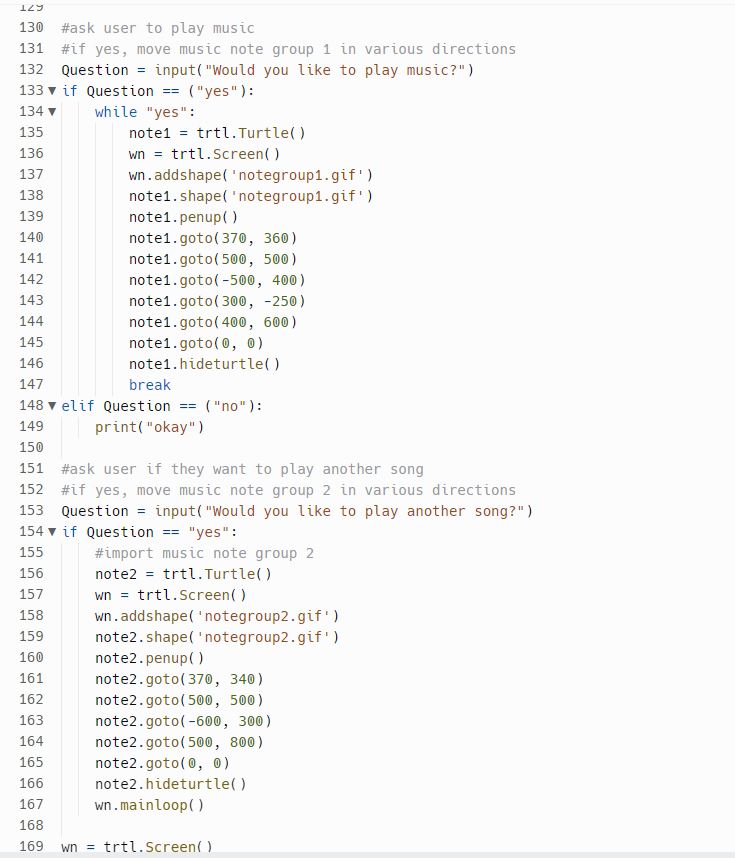 129
130 #ask user to play music
131 #if yes, move music note group 1 in various directions
132 Question = input("Would you like to play music?")
133 ▼ if Question == ("yes"):
134 ▼     while "yes":
135         note1 = trtl.Turtle()
136         wn = trtl.Screen()
137         wn.addshape('notegroup1.gif')
138         note1.shape('notegroup1.gif')
139         note1.penup()
140         note1.goto(370, 360)
141         note1.goto(500, 500)
142         note1.goto(-500, 400)
143         note1.goto(300, -250)
144         note1.goto(400, 600)
145         note1.goto(0, 0)
146         note1.hideturtle()
147         break
148 ▼ elif Question == ("no"):
149     print("okay")
150
151 #ask user if they want to play another song
152 #if yes, move music note group 2 in various directions
153 Question = input("Would you like to play another song?")
154 ▼ if Question == "yes":
155     #import music note group 2
156     note2 = trtl.Turtle()
157     wn = trtl.Screen()
158     wn.addshape('notegroup2.gif')
159     note2.shape('notegroup2.gif')
160     note2.penup()
161     note2.goto(370, 340)
162     note2.goto(500, 500)
163     note2.goto(-600, 300)
164     note2.goto(500, 800)
165     note2.goto(0, 0)
166     note2.hideturtle()
167     wn.mainloop()
168
169 wn = trtl.Screen()